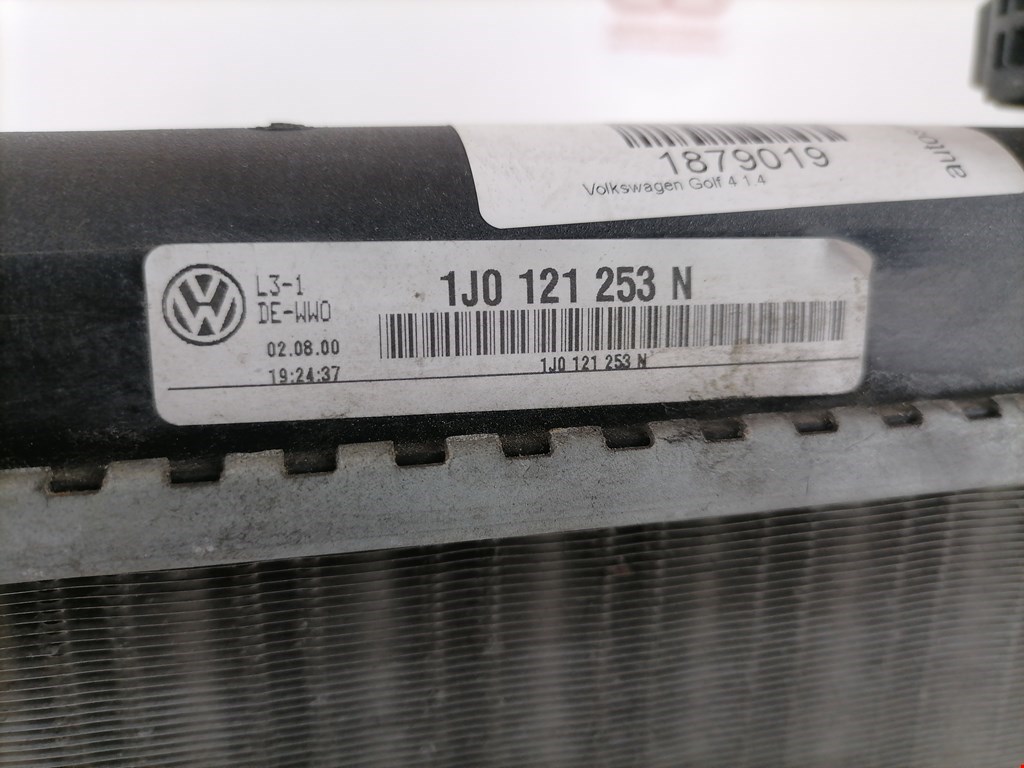 1879019
Volkswagen Golf 4 1.4
L3-1
DE-WWO
02.08.00
19:24:37
1J0 121 253 N
1J0 121 253 N